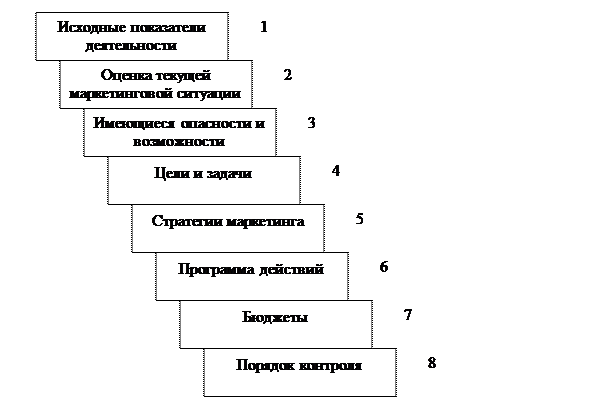 Исходные показатели 1
деятельности
Оценка текущей 2
маркетинговой ситуации
Имеющиеся опасности и 3
возможности
Цели и задачи 4
Стратегии маркетинга 5
Программа действий 6
Бюджеты 7
Порядок контроля 8